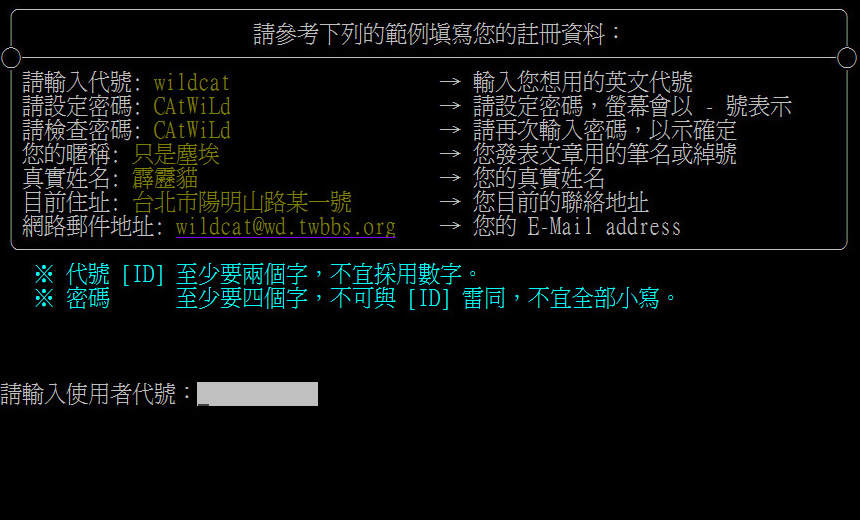 請參考下列的範例填寫您的註冊資料：
請輸入代號: wildcat → 輸入您想用的英文代號
請設定密碼: CAtWiLd → 請設定密碼，螢幕會以 - 號表示
請檢查密碼: CAtWiLd → 請再次輸入密碼，以示確定
您的暱稱: 只是塵埃 → 您發表文章用的筆名或綽號
真實姓名: 霹靂貓 → 您的真實姓名
目前住址: 台北市陽明山路某一號 → 您目前的聯絡地址
網路郵件地址: wildcat@wd.twbbs.org → 您的 E-Mail address
※ 代號 [ID] 至少要兩個字，不宜採用數字。
※ 密碼 至少要四個字，不可與 [ID] 雷同，不宜全部小寫。
請輸入使用者代號：